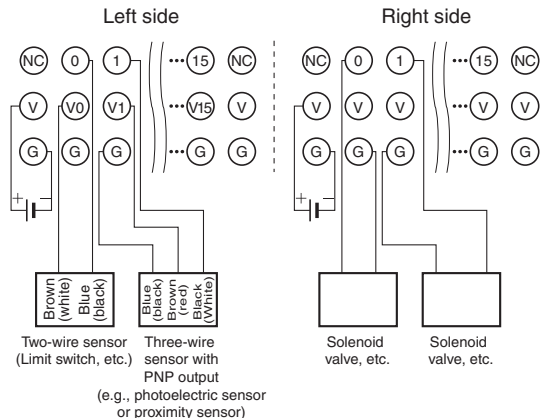 Left side
Right side
NC 0 1 ••• 15 NC
NC 0 1 ••• 15 NC
V V0 V1 ••• V15 V
V V V ••• V V
G G G ••• G G
G G G ••• G G
+ −
+ −
Brown
(white)
Blue
(black)
Blue
(black)
Brown
(red)
Black
(White)
Two-wire sensor
(Limit switch, etc.)
Three-wire
sensor with
PNP output
(e.g., photoelectric sensor
or proximity sensor)
Solenoid
valve, etc.
Solenoid
valve, etc.